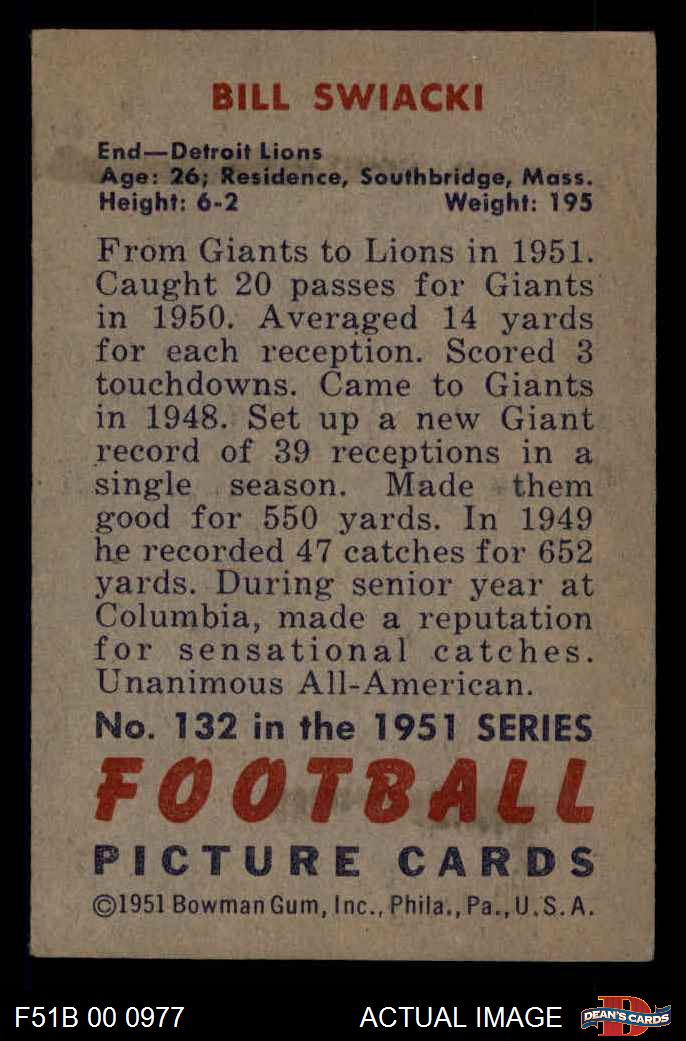 BILL SWIACKI
End—Detroit Lions
Age: 26; Residence, Southbridge, Mass.
Height: 6-2 Weight: 195
From Giants to Lions in 1951.
Caught 20 passes for Giants
in 1950. Averaged 14 yards
for each reception. Scored 3
touchdowns. Came to Giants
in 1948. Set up a new Giant
record of 39 receptions in a
single season. Made them
good for 550 yards. In 1949
he recorded 47 catches for 652
yards. During senior year at
Columbia, made a reputation
for sensational catches.
Unanimous All-American.
No. 132 in the 1951 SERIES
FOOTBALL
PICTURE CARDS
©1951 Bowman Gum, Inc., Phila., Pa., U.S.A.
F51B 00 0977 ACTUAL IMAGE D DEAN'S CARDS